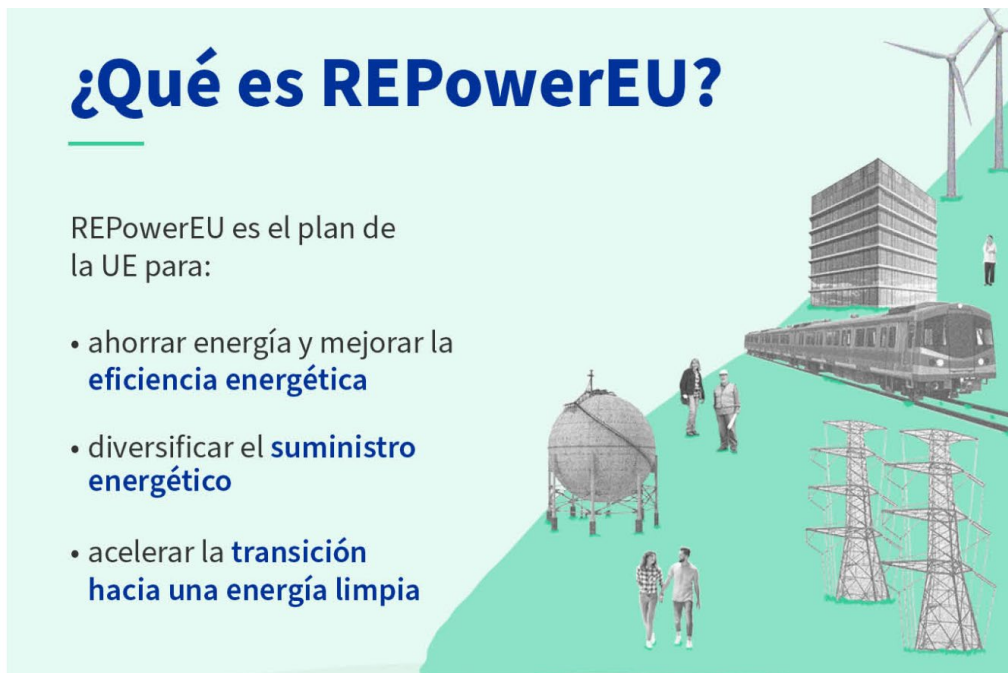 ¿Qué es REPowerEU?
REPowerEU es el plan de
la UE para:
• ahorrar energía y mejorar la
eficiencia energética
• diversificar el suministro
energético
• acelerar la transición
hacia una energía limpia